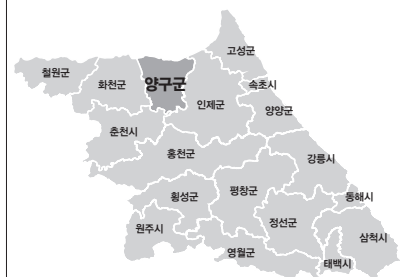 고성군
철원군
화천군
양구군
속초시
인제군
양양군
춘천시
홍천군
강릉시
횡성군
평창군
동해시
원주시
정선군
삼척시
영월군
태백시